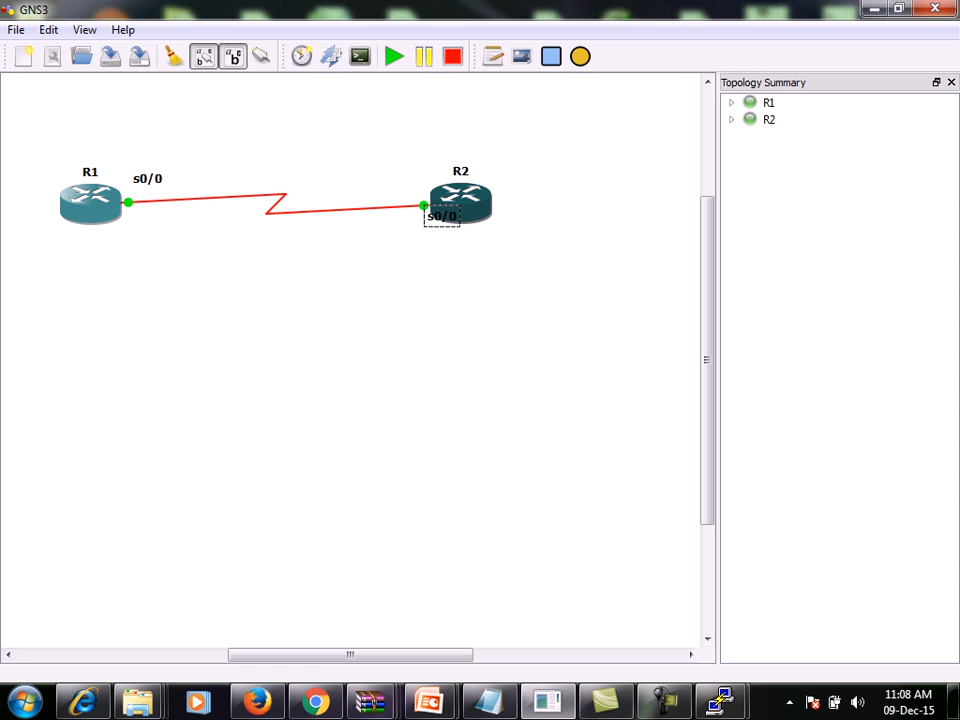 GNS3
File Edit View Help
Topology Summary
R1
R2
R1
s0/0
R2
s0/0
11:08 AM
09-Dec-15